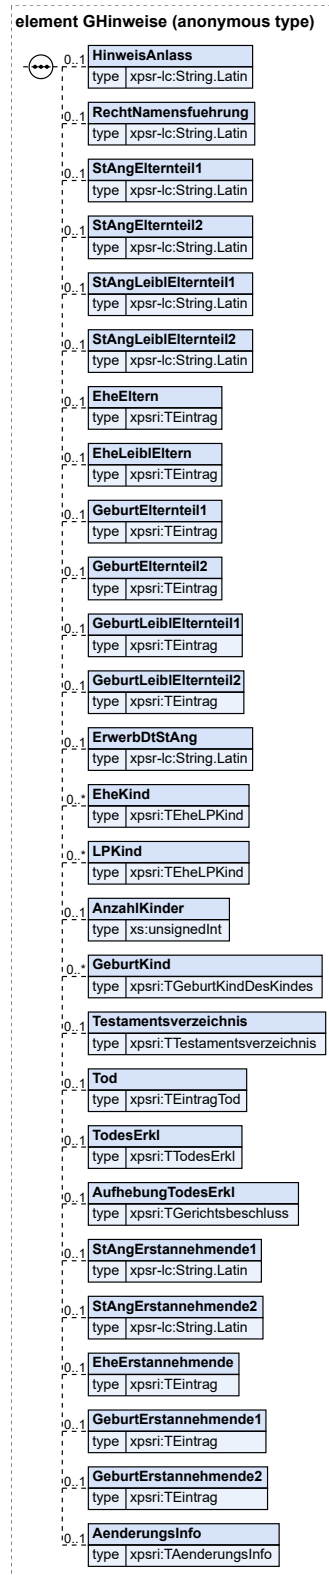 element GHinweise (anonymous type)
0..1 HinweisAnlass
type xpsr-lc:String.Latin
0..1 RechtNamensfuehrung
type xpsr-lc:String.Latin
0..1 StAngElternteil1
type xpsr-lc:String.Latin
0..1 StAngElternteil2
type xpsr-lc:String.Latin
0..1 StAngLeiblElternteil1
type xpsr-lc:String.Latin
0..1 StAngLeiblElternteil2
type xpsr-lc:String.Latin
0..1 EheEltern
type xpsri:TEintrag
0..1 EheLeiblEltern
type xpsri:TEintrag
0..1 GeburtElternteil1
type xpsri:TEintrag
0..1 GeburtElternteil2
type xpsri:TEintrag
0..1 GeburtLeiblElternteil1
type xpsri:TEintrag
0..1 GeburtLeiblElternteil2
type xpsri:TEintrag
0..1 ErwerbDtStAng
type xpsr-lc:String.Latin
0..* EheKind
type xpsri:TEheLPKind
0..* LPKind
type xpsri:TEheLPKind
0..1 AnzahlKinder
type xs:unsignedInt
0..* GeburtKind
type xpsri:TGeburtKindDesKindes
0..1 Testamentsverzeichnis
type xpsri:TTestamentsverzeichnis
0..1 Tod
type xpsri:TEintragTod
0..1 TodesErkl
type xpsri:TTodesErkl
0..1 AufhebungTodesErkl
type xpsri:TGerichtsbeschluss
0..1 StAngErstannehmende1
type xpsr-lc:String.Latin
0..1 StAngErstannehmende2
type xpsr-lc:String.Latin
0..1 EheErstannehmende
type xpsri:TEintrag
0..1 GeburtErstannehmende1
type xpsri:TEintrag
0..1 GeburtErstannehmende2
type xpsri:TEintrag
0..1 AenderungsInfo
type xpsri:TAenderungsInfo